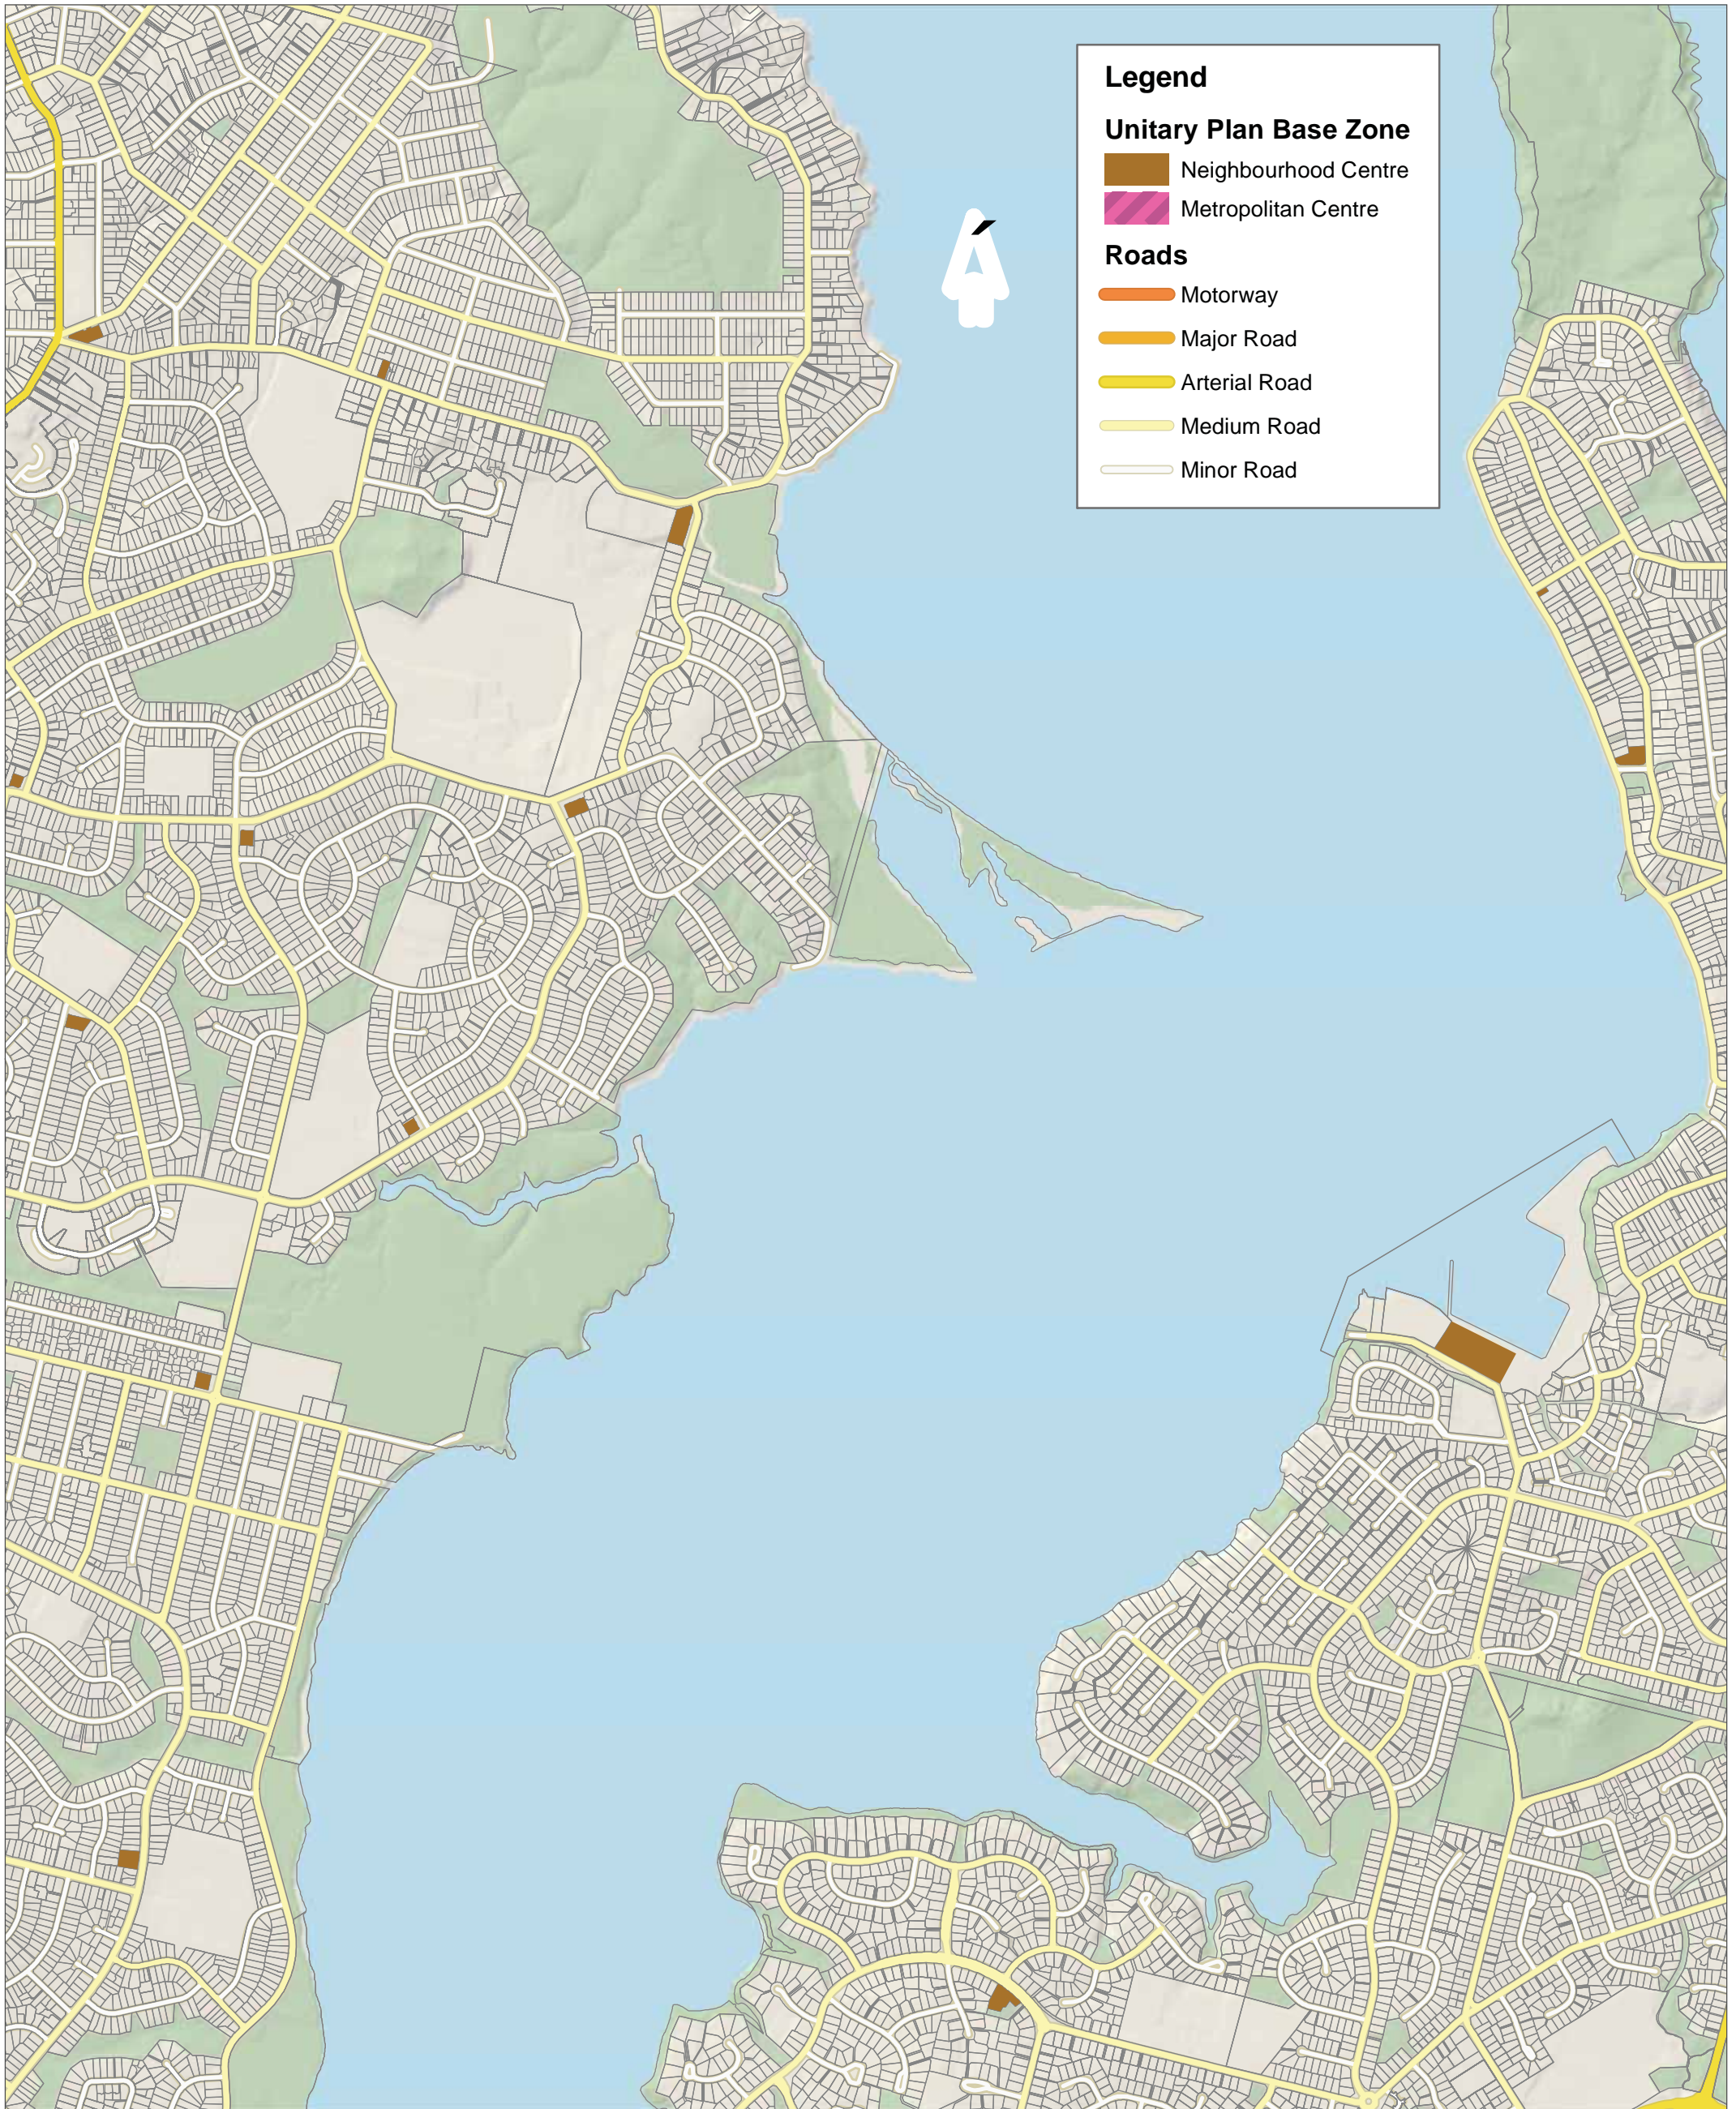 Legend
Unitary Plan Base Zone
Neighbourhood Centre
Metropolitan Centre
Roads
Motorway
Major Road
Arterial Road
Medium Road
Minor Road